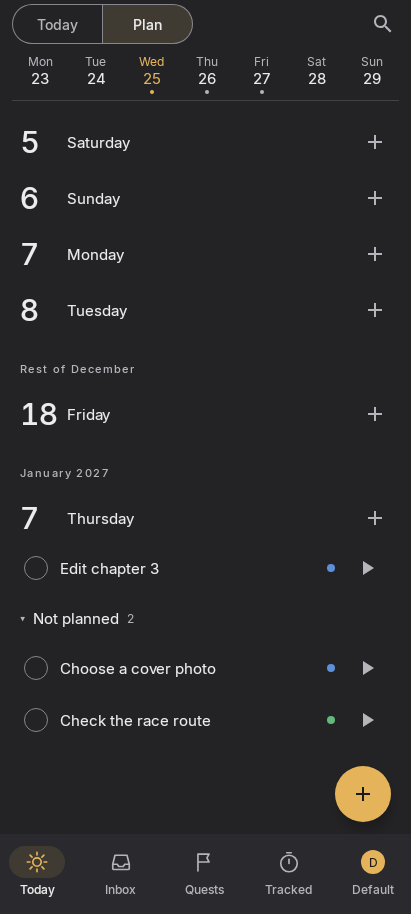 Today Plan
Mon Tue Wed Thu Fri Sat Sun
23 24 25 26 27 28 29
5 Saturday
6 Sunday
7 Monday
8 Tuesday
Rest of December
18 Friday
January 2027
7 Thursday
Edit chapter 3
Not planned 2
Choose a cover photo
Check the race route
D
Today Inbox Quests Tracked Default